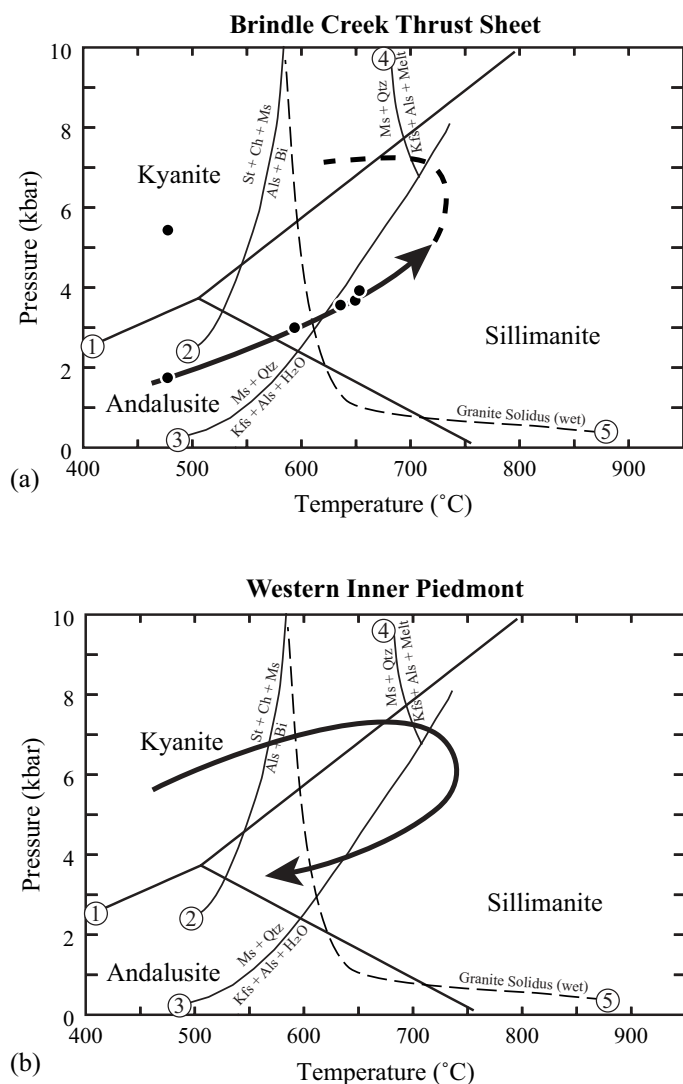 Brindle Creek Thrust Sheet
10
8
6
4
2
0
Pressure (kbar)
4
St + Ch + Ms
Als + Bi
Ms + Qtz
Kfs+ Als + Melt
Kyanite
Sillimanite
1
2
Andalusite
Ms + Qtz
Kfs + Als + H₂O
3
Granite Solidus (wet)
5
400
500
600
700
800
900
(a)
Temperature (˚C)
Western Inner Piedmont
10
8
6
4
2
0
Pressure (kbar)
4
St + Ch + Ms
Als + Bi
Ms + Qtz
Kfs+ Als + Melt
Kyanite
Sillimanite
1
2
Andalusite
Ms + Qtz
Kfs + Als + H₂O
3
Granite Solidus (wet)
5
400
500
600
700
800
900
(b)
Temperature (˚C)